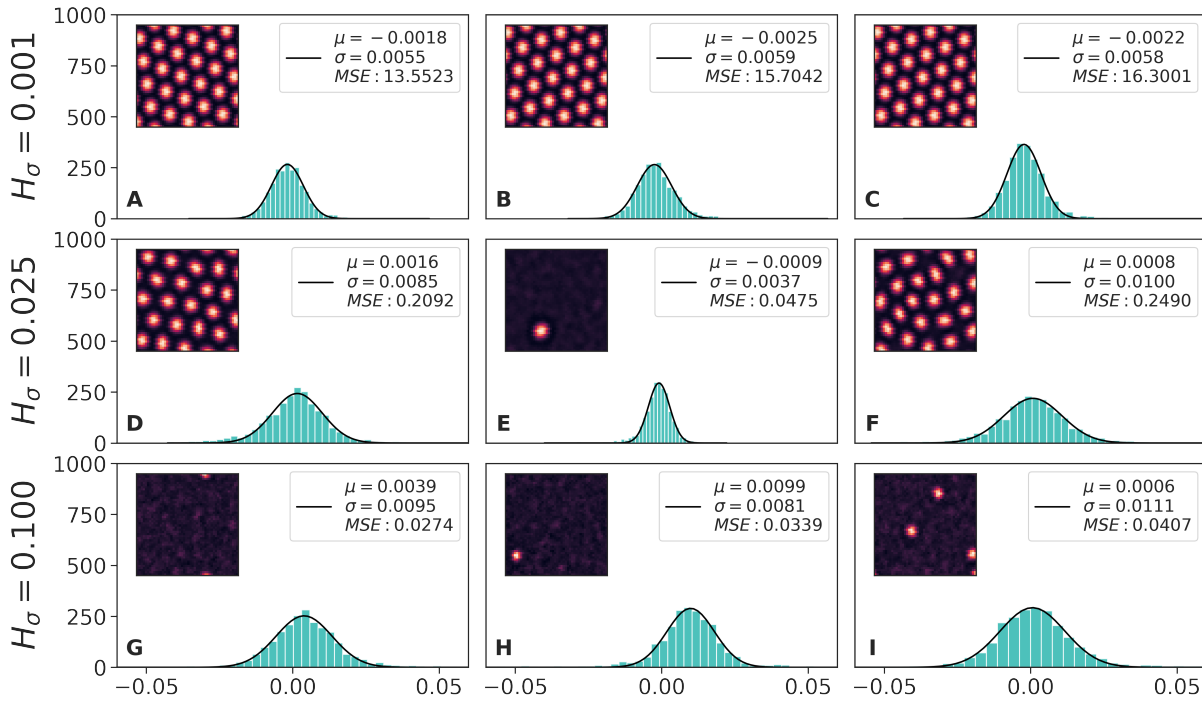 H_σ = 0.001
1000
750
500
250
0
A
μ = −0.0018
σ = 0.0055
MSE : 13.5523
B
μ = −0.0025
σ = 0.0059
MSE : 15.7042
C
μ = −0.0022
σ = 0.0058
MSE : 16.3001
H_σ = 0.025
1000
750
500
250
0
D
μ = 0.0016
σ = 0.0085
MSE : 0.2092
E
μ = −0.0009
σ = 0.0037
MSE : 0.0475
F
μ = 0.0008
σ = 0.0100
MSE : 0.2490
H_σ = 0.100
1000
750
500
250
0
G
μ = 0.0039
σ = 0.0095
MSE : 0.0274
H
μ = 0.0099
σ = 0.0081
MSE : 0.0339
I
μ = 0.0006
σ = 0.0111
MSE : 0.0407
−0.05 0.00 0.05
−0.05 0.00 0.05
−0.05 0.00 0.05